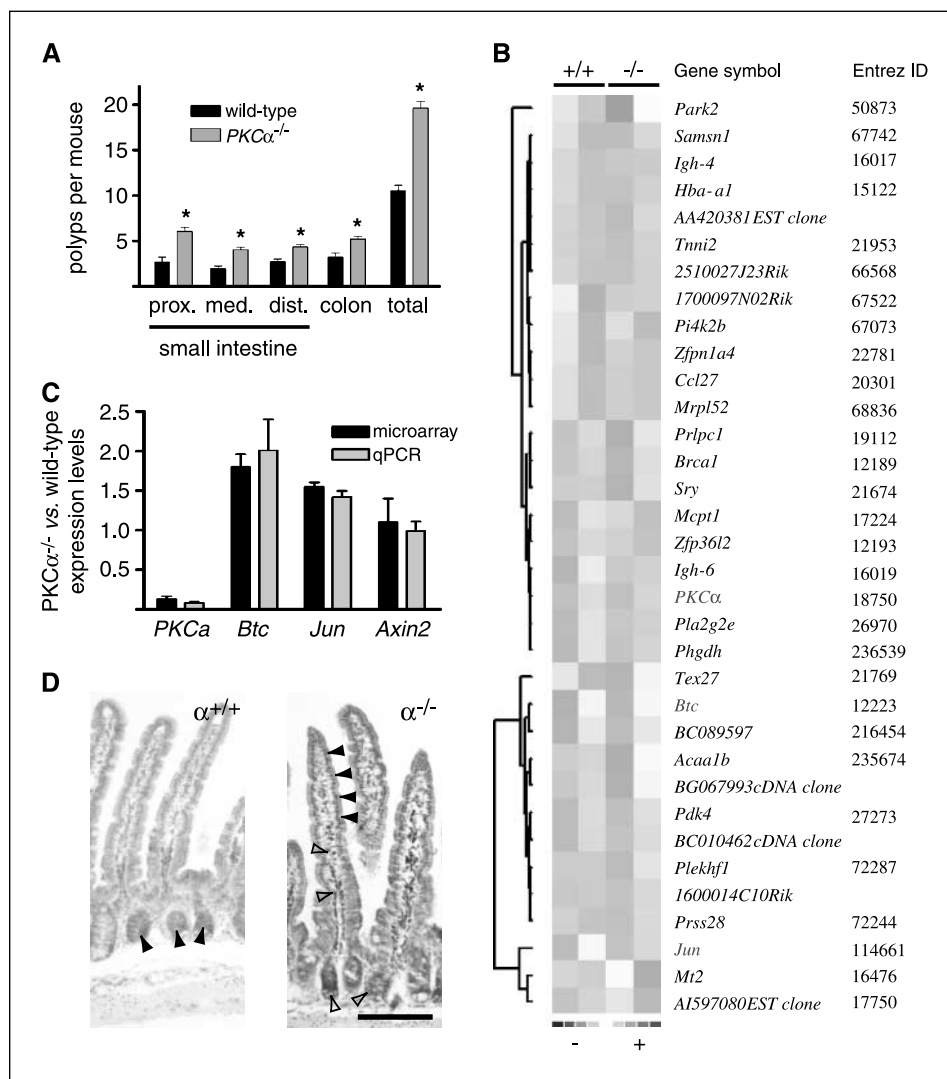 A
polyps per mouse
20
15
10
5
wild-type
PKCα-/-
*
*
*
*
*
prox. med. dist. colon total
small intestine
B
+/+ -/- Gene symbol Entrez ID
Park2 50873
Samsn1 67742
Igh-4 16017
Hba-a1 15122
AA420381EST clone
Tnni2 21953
2510027J23Rik 66568
1700097N02Rik 67522
Pi4k2b 67073
Zfpn1a4 22781
Ccl27 20301
Mrpl52 68836
Prlpc1 19112
Brca1 12189
Sry 21674
Mcpt1 17224
Zfp36l2 12193
Igh-6 16019
PKCα 18750
Pla2g2e 26970
Phgdh 236539
Tex27 21769
Btc 12223
BC089597 216454
Acaa1b 235674
BG067993cDNA clone
Pdk4 27273
BC010462cDNA clone
Plekhf1 72287
1600014C10Rik
Prss28 72244
Jun 114661
Mt2 16476
AI597080EST clone 17750
- +
C
PKCα-/- vs. wild-type
expression levels
2.5
2.0
1.5
1.0
0.5
microarray
qPCR
PKCa Btc Jun Axin2
D
α+/+
α-/-